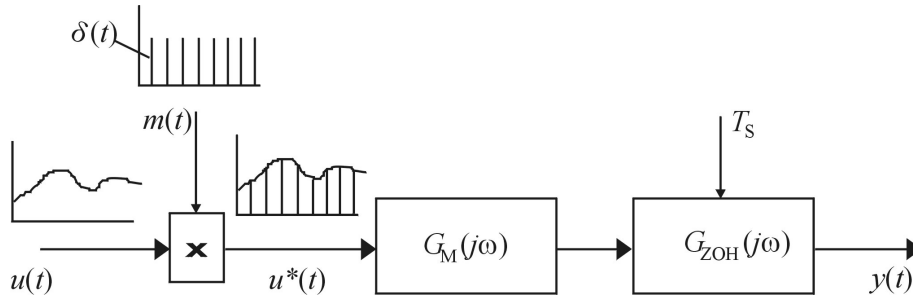 δ(t)
m(t)
T_S
x
G_M(jω)
G_ZOH(jω)
u(t)
u*(t)
y(t)